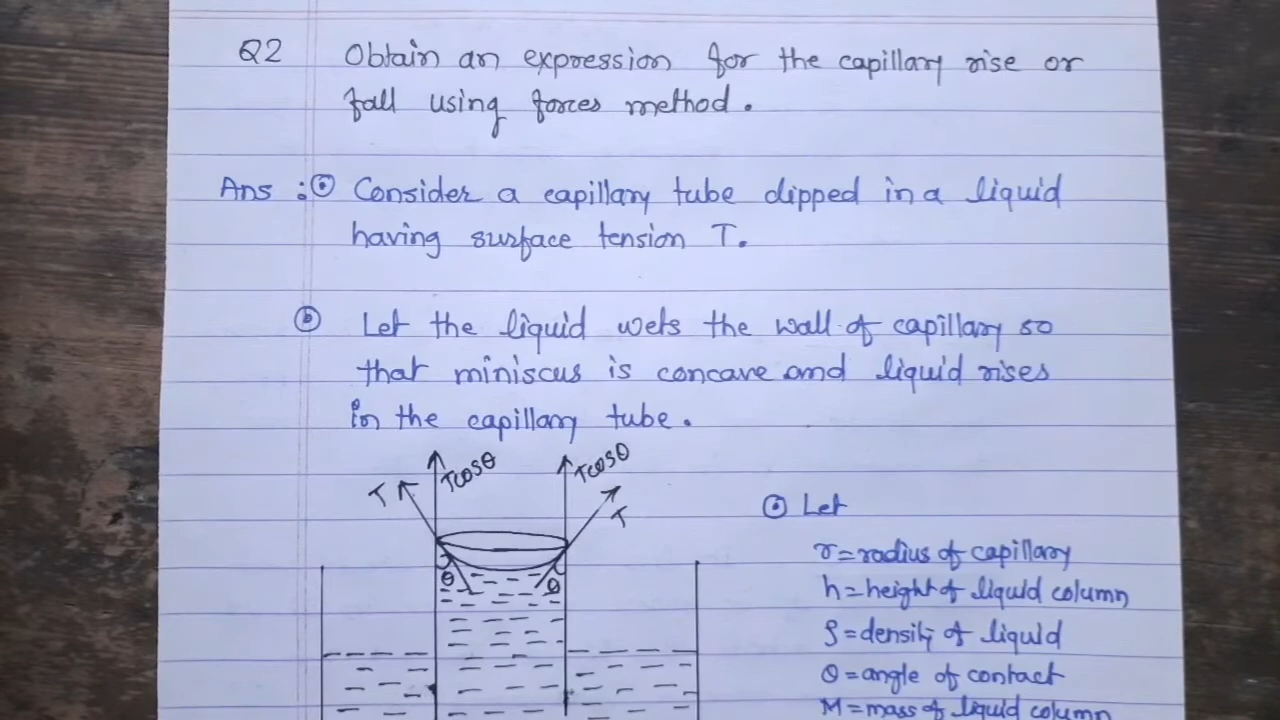 Q2 Obtain an expression for the capillary rise or
fall using forces method.
Ans : Consider a capillary tube dipped in a liquid
having surface tension T.
Let the liquid wets the wall of capillary so
that miniscus is concave and liquid rises
in the capillary tube.
T Tcosθ Tcosθ T
θ θ
Let
r=radius of capillary
h=height of liquid column
ρ=density of liquid
θ=angle of contact
M=mass of liquid column